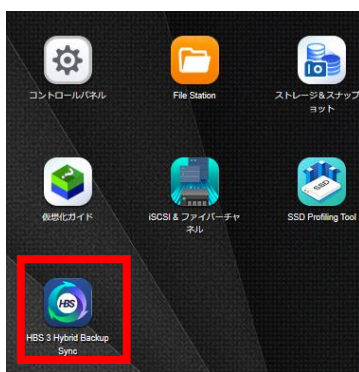 コントロールパネル
File Station
ストレージ&スナップ
ショット
仮想化ガイド
iSCSI & ファイバーチャ
ネル
SSD
SSD Profiling Tool
HBS
HBS 3 Hybrid Backup
Sync